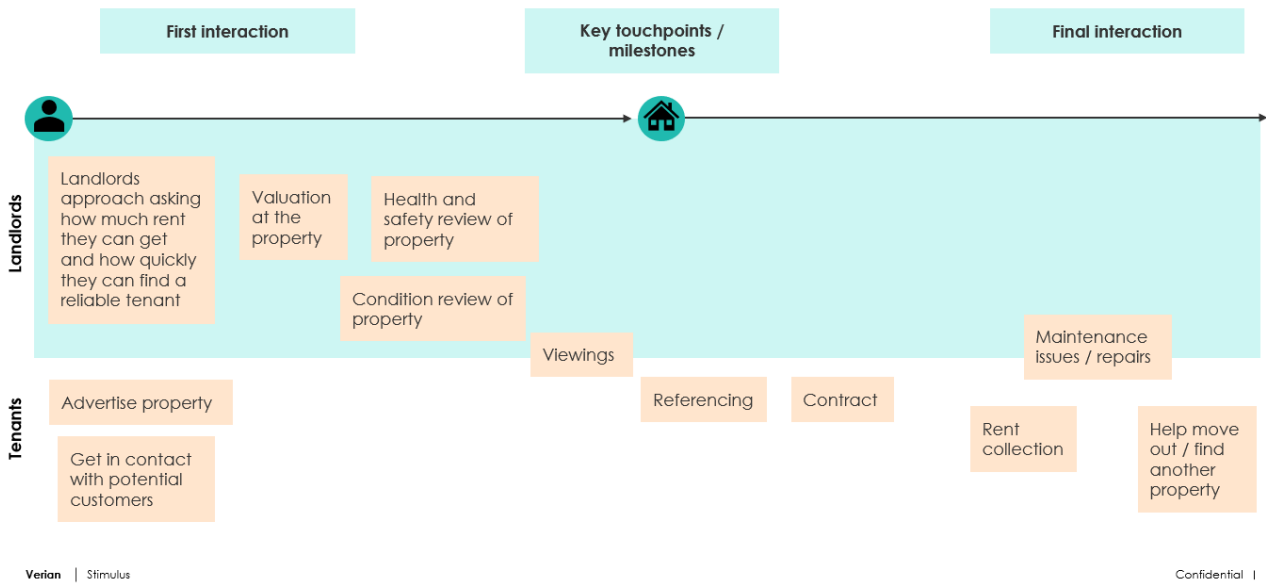 First interaction
Key touchpoints /
milestones
Final interaction
Landlords
Landlords
approach asking
how much rent
they can get
and how quickly
they can find a
reliable tenant
Valuation
at the
property
Health and
safety review of
property
Condition review of
property
Viewings
Maintenance
issues / repairs
Tenants
Advertise property
Get in contact
with potential
customers
Referencing
Contract
Rent
collection
Help move
out / find
another
property
Verian | Stimulus
Confidential I